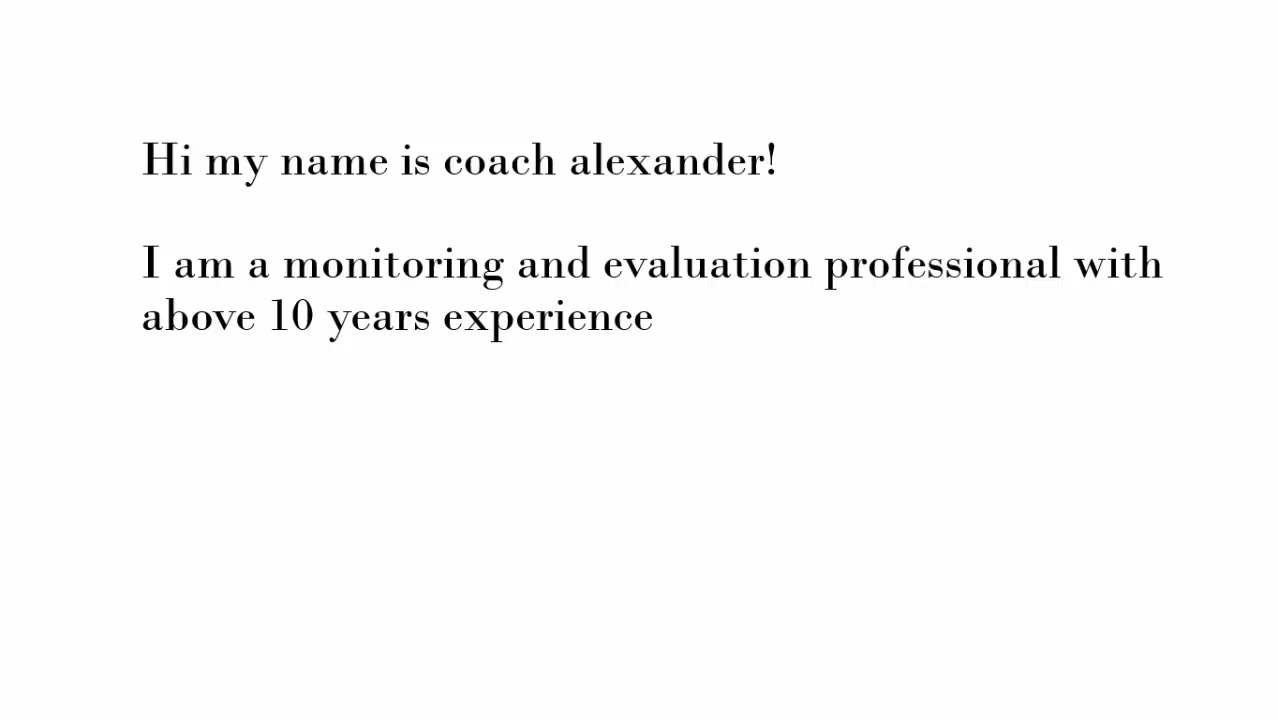 Hi my name is coach alexander!
I am a monitoring and evaluation professional with
above 10 years experience